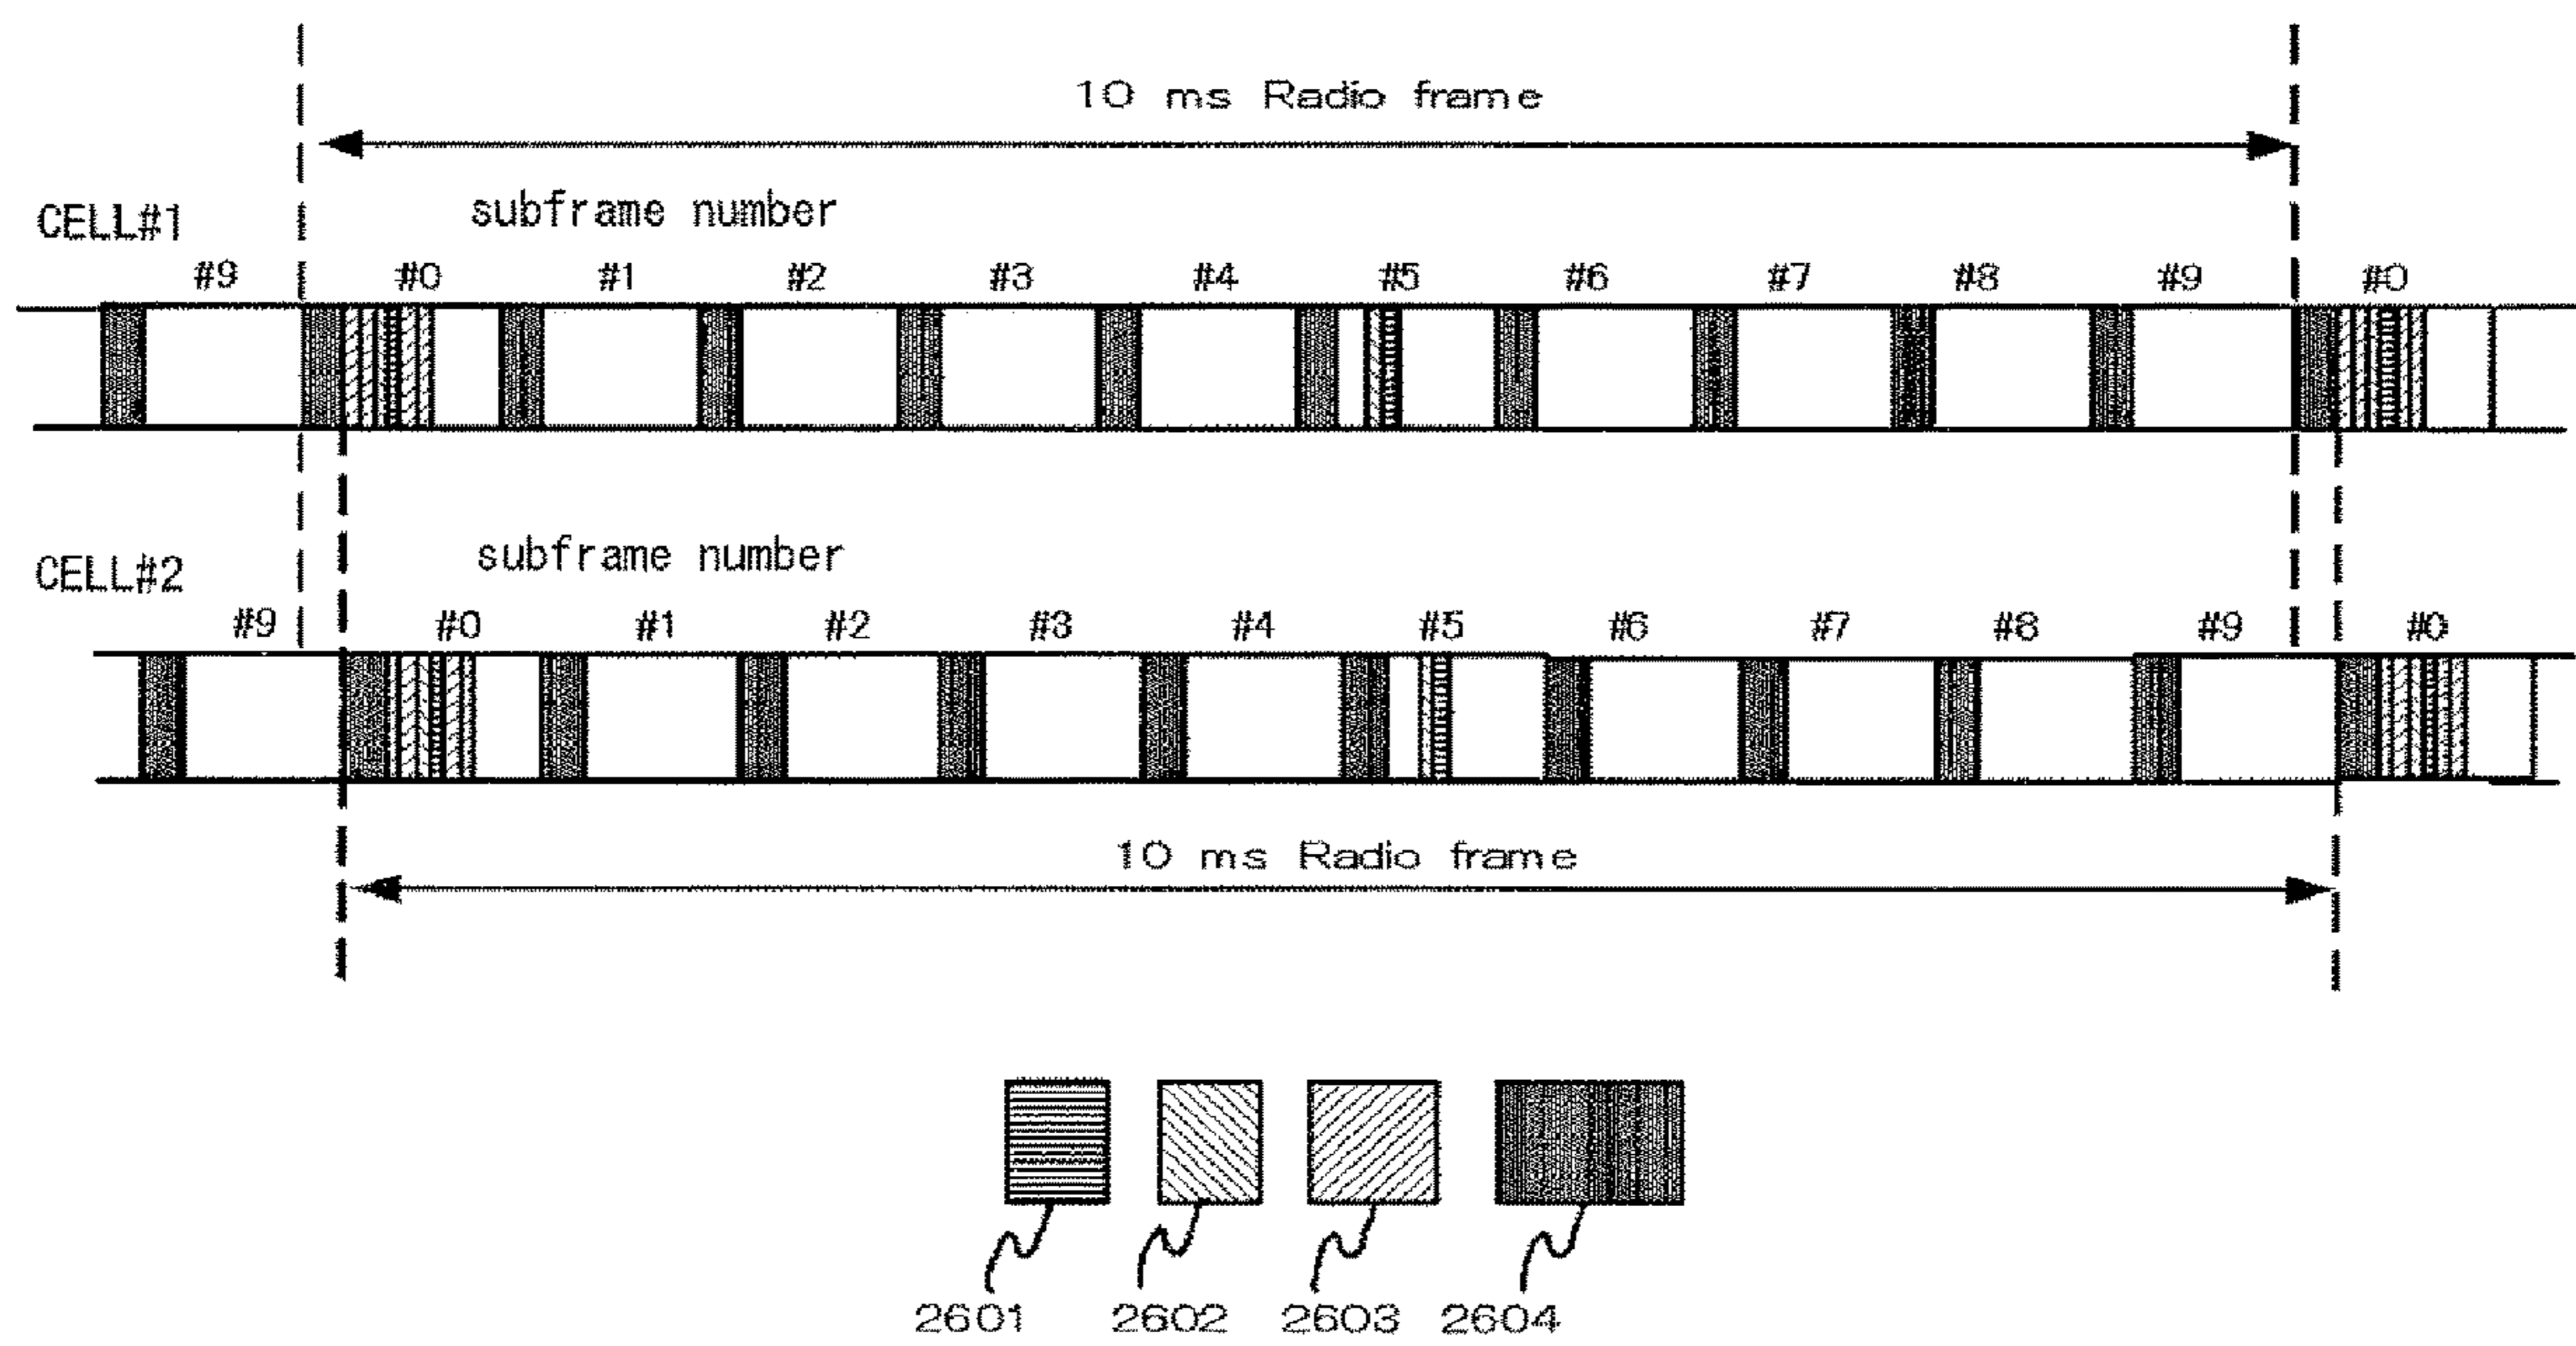 10 ms Radio frame
CELL#1
subframe number
#9 #0 #1 #2 #3 #4 #5 #6 #7 #8 #9 #0
CELL#2
subframe number
#9 #0 #1 #2 #3 #4 #5 #6 #7 #8 #9 #0
10 ms Radio frame
2601 2602 2603 2604